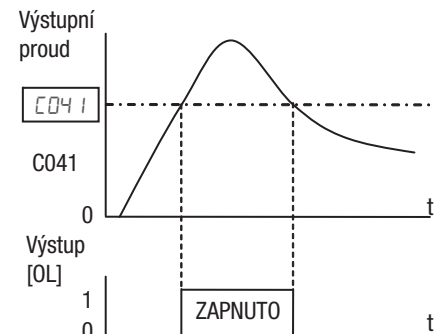 Výstupní
proud
C041
C041
0
t
Výstup
[OL]
1
ZAPNUTO
0
t